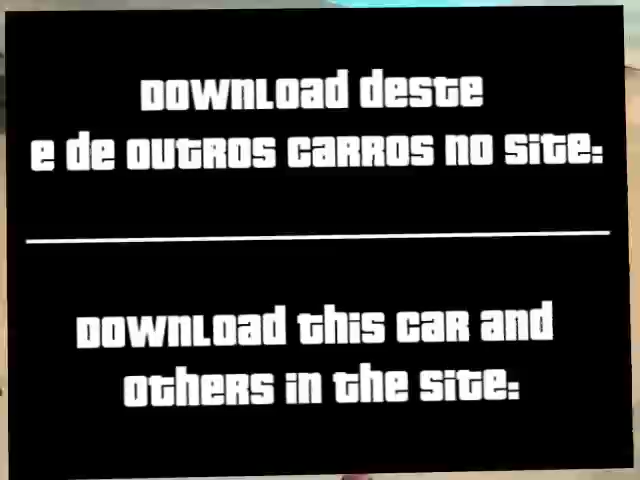 Download deste
e de outros carros no site:
Download this car and
others in the site: